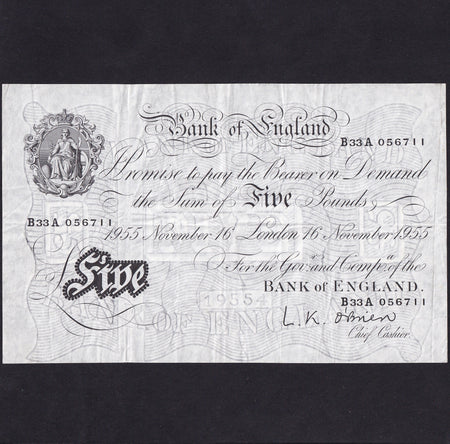 Bank of England
B33A 056711
I Promise to pay the Bearer on Demand
the Sum of Five Pounds
B33A 056711
1955 November 16 London 16 November 1955
For the Govr. and Compa. of the
Five
BANK of ENGLAND.
B33A 056711
L.K. O'Brien
Chief Cashier.